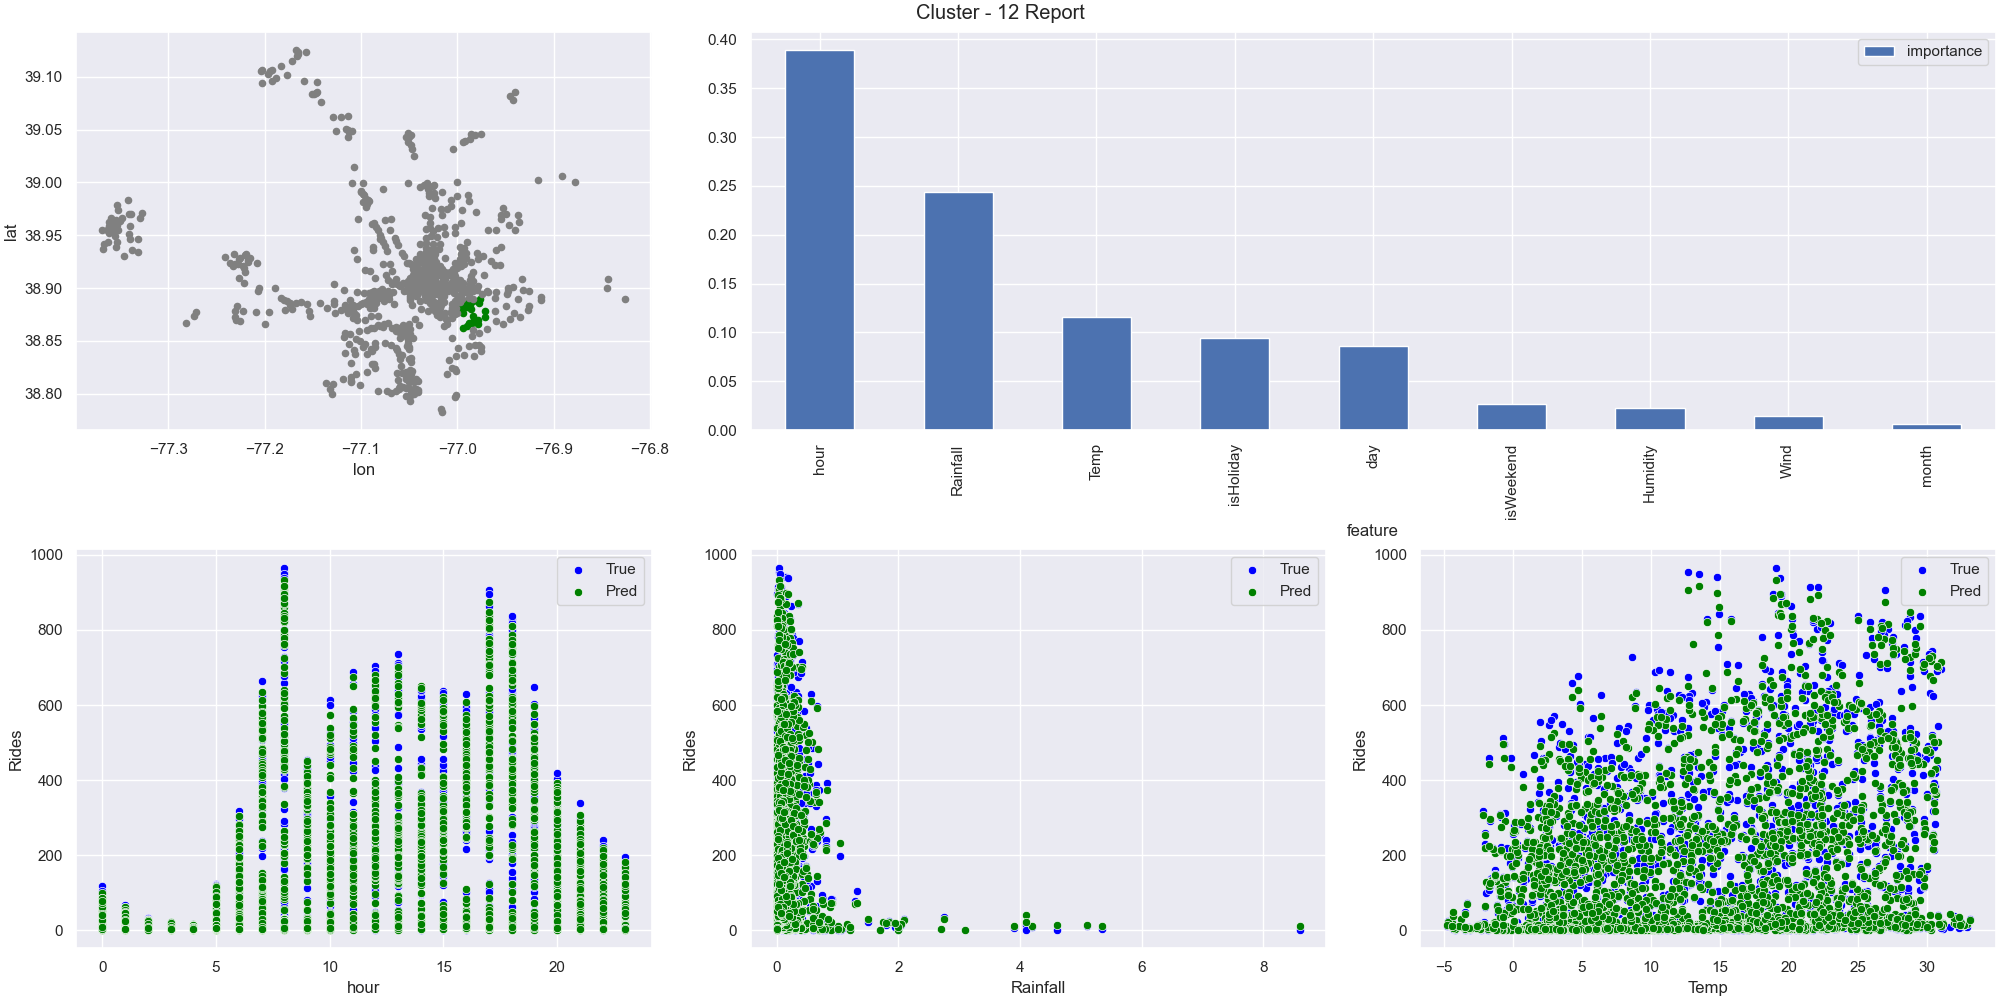 Cluster - 12 Report
39.10
39.05
39.00
38.95
38.90
38.85
38.80
lat
−77.3
−77.2
−77.1
−77.0
−76.9
−76.8
lon
0.40
0.35
0.30
0.25
0.20
0.15
0.10
0.05
0.00
importance
hour
Rainfall
Temp
isHoliday
day
isWeekend
Humidity
Wind
month
feature
1000
800
600
400
200
0
Rides
True
Pred
0
5
10
15
20
hour
1000
800
600
400
200
0
Rides
True
Pred
0
2
4
6
8
Rainfall
1000
800
600
400
200
0
Rides
True
Pred
−5
0
5
10
15
20
25
30
Temp